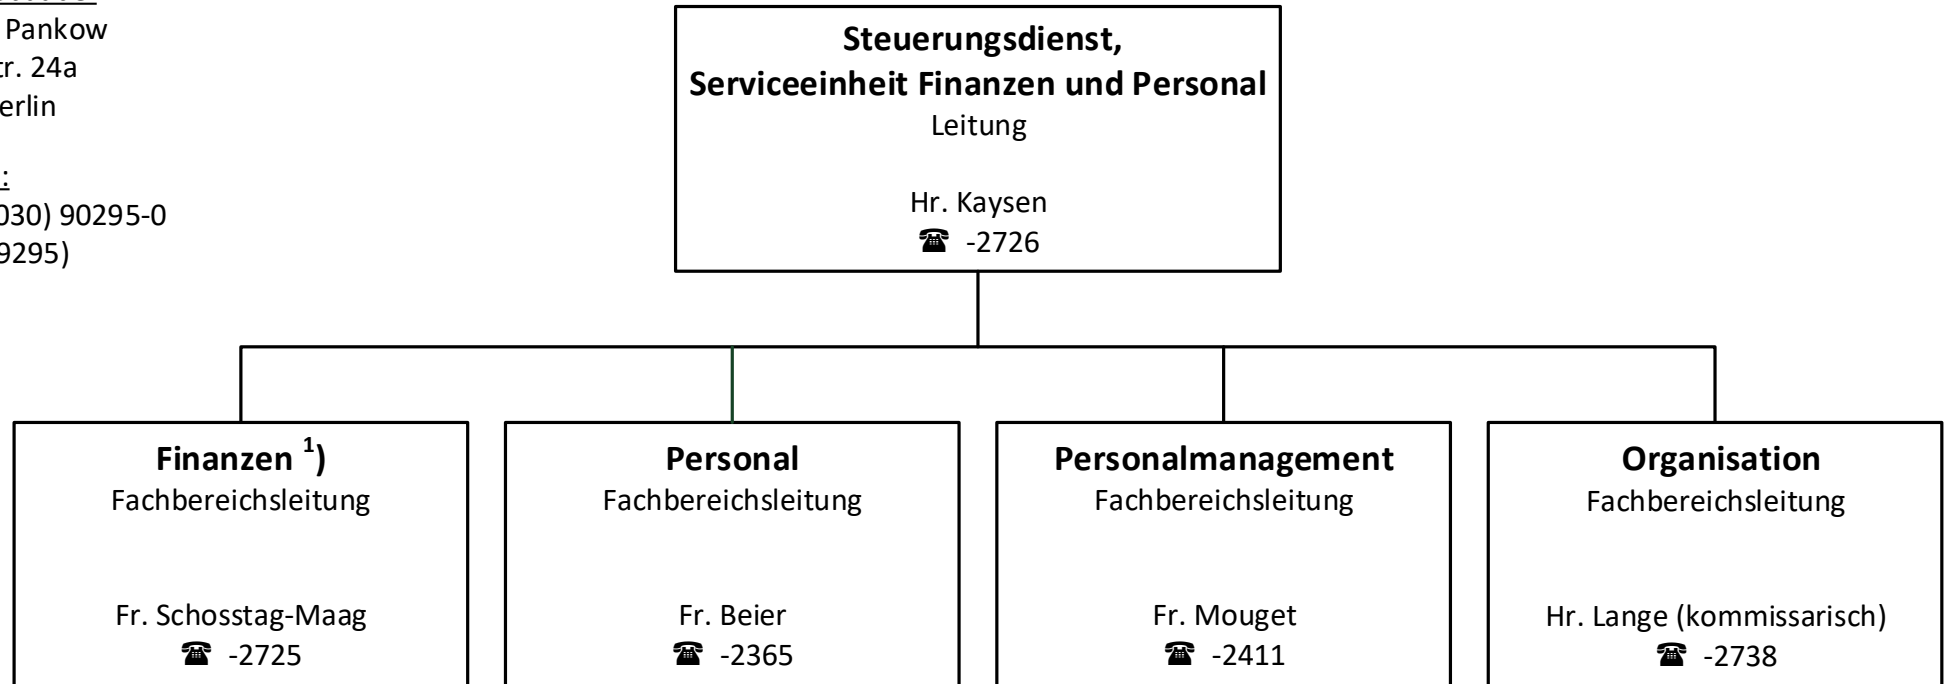 Pankow
tr. 24a
erlin
:
030) 90295-0
9295)
Steuerungsdienst,
Serviceeinheit Finanzen und Personal
Leitung
Hr. Kaysen
☎ -2726
Finanzen ¹)
Fachbereichsleitung
Fr. Schosstag-Maag
☎ -2725
Personal
Fachbereichsleitung
Fr. Beier
☎ -2365
Personalmanagement
Fachbereichsleitung
Fr. Mouget
☎ -2411
Organisation
Fachbereichsleitung
Hr. Lange (kommissarisch)
☎ -2738